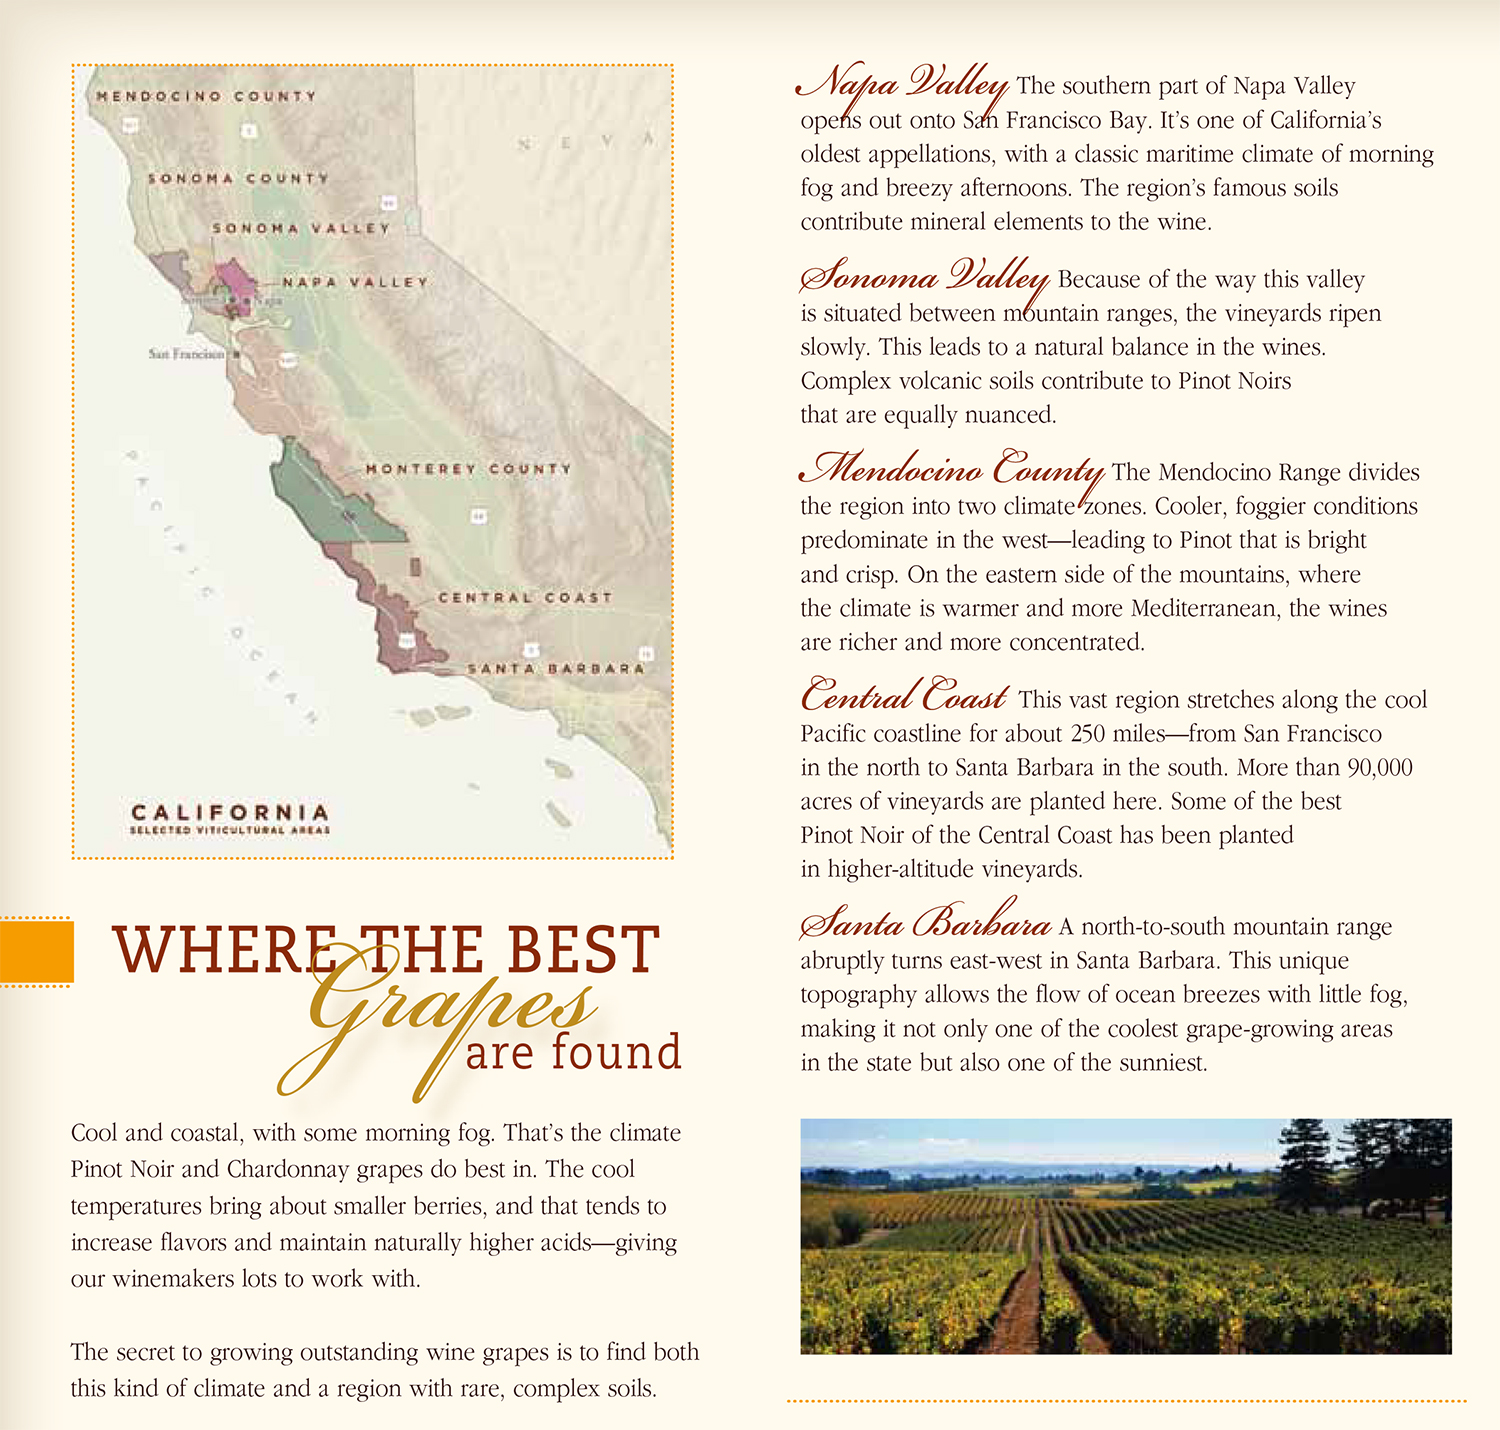 MENDOCINO COUNTY
SONOMA COUNTY
SONOMA VALLEY
NAPA VALLEY
Napa
San Francisco
MONTEREY COUNTY
CENTRAL COAST
SANTA BARBARA
NEVA
PACIFIC OCEAN
CALIFORNIA
SELECTED VITICULTURAL AREAS
WHERE THE BEST
Grapes
are found
Cool and coastal, with some morning fog. That’s the climate
Pinot Noir and Chardonnay grapes do best in. The cool
temperatures bring about smaller berries, and that tends to
increase flavors and maintain naturally higher acids—giving
our winemakers lots to work with.
The secret to growing outstanding wine grapes is to find both
this kind of climate and a region with rare, complex soils.
Napa Valley The southern part of Napa Valley
opens out onto San Francisco Bay. It’s one of California’s
oldest appellations, with a classic maritime climate of morning
fog and breezy afternoons. The region’s famous soils
contribute mineral elements to the wine.
Sonoma Valley Because of the way this valley
is situated between mountain ranges, the vineyards ripen
slowly. This leads to a natural balance in the wines.
Complex volcanic soils contribute to Pinot Noirs
that are equally nuanced.
Mendocino County The Mendocino Range divides
the region into two climate zones. Cooler, foggier conditions
predominate in the west—leading to Pinot that is bright
and crisp. On the eastern side of the mountains, where
the climate is warmer and more Mediterranean, the wines
are richer and more concentrated.
Central Coast This vast region stretches along the cool
Pacific coastline for about 250 miles—from San Francisco
in the north to Santa Barbara in the south. More than 90,000
acres of vineyards are planted here. Some of the best
Pinot Noir of the Central Coast has been planted
in higher-altitude vineyards.
Santa Barbara A north-to-south mountain range
abruptly turns east-west in Santa Barbara. This unique
topography allows the flow of ocean breezes with little fog,
making it not only one of the coolest grape-growing areas
in the state but also one of the sunniest.